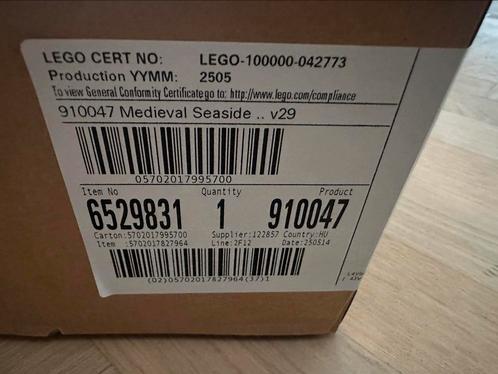 LEGO CERT NO: LEGO-100000-042773
Production YYMM: 2505
To view General Conformity Certificate go to: http://www.lego.com/compliance
910047 Medieval Seaside .. v29
05702017995700
Item No Quantity Product
6529831 1 910047
Carton:5702017995700 Supplier:122857 Country:HU
Item :5702017827964 Line:2F12 Date:250514
(02)05702017827964(37)1